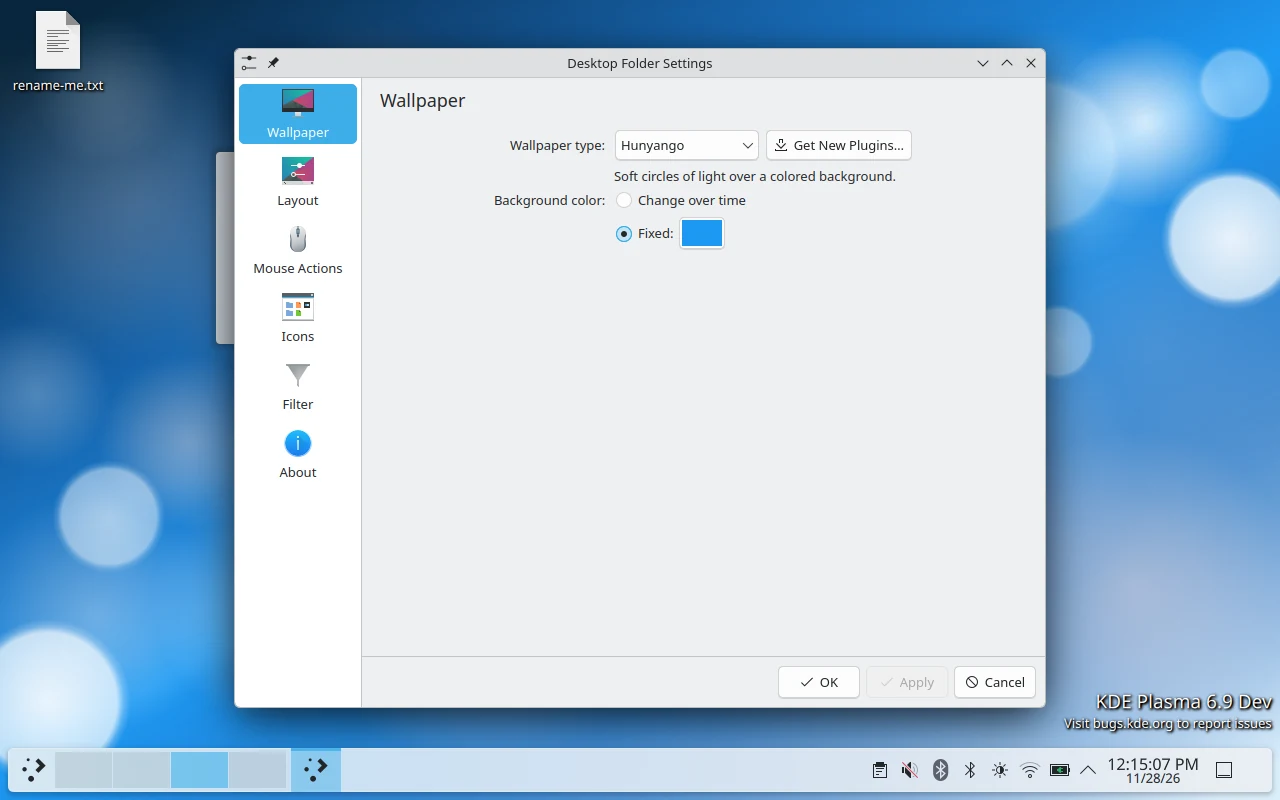 rename-me.txt
Desktop Folder Settings
Wallpaper
Layout
Mouse Actions
Icons
Filter
About
Wallpaper
Wallpaper type: Hunyango Get New Plugins...
Soft circles of light over a colored background.
Background color: Change over time
Fixed:
OK Apply Cancel
KDE Plasma 6.9 Dev
Visit bugs.kde.org to report issues
12:15:07 PM
11/28/26